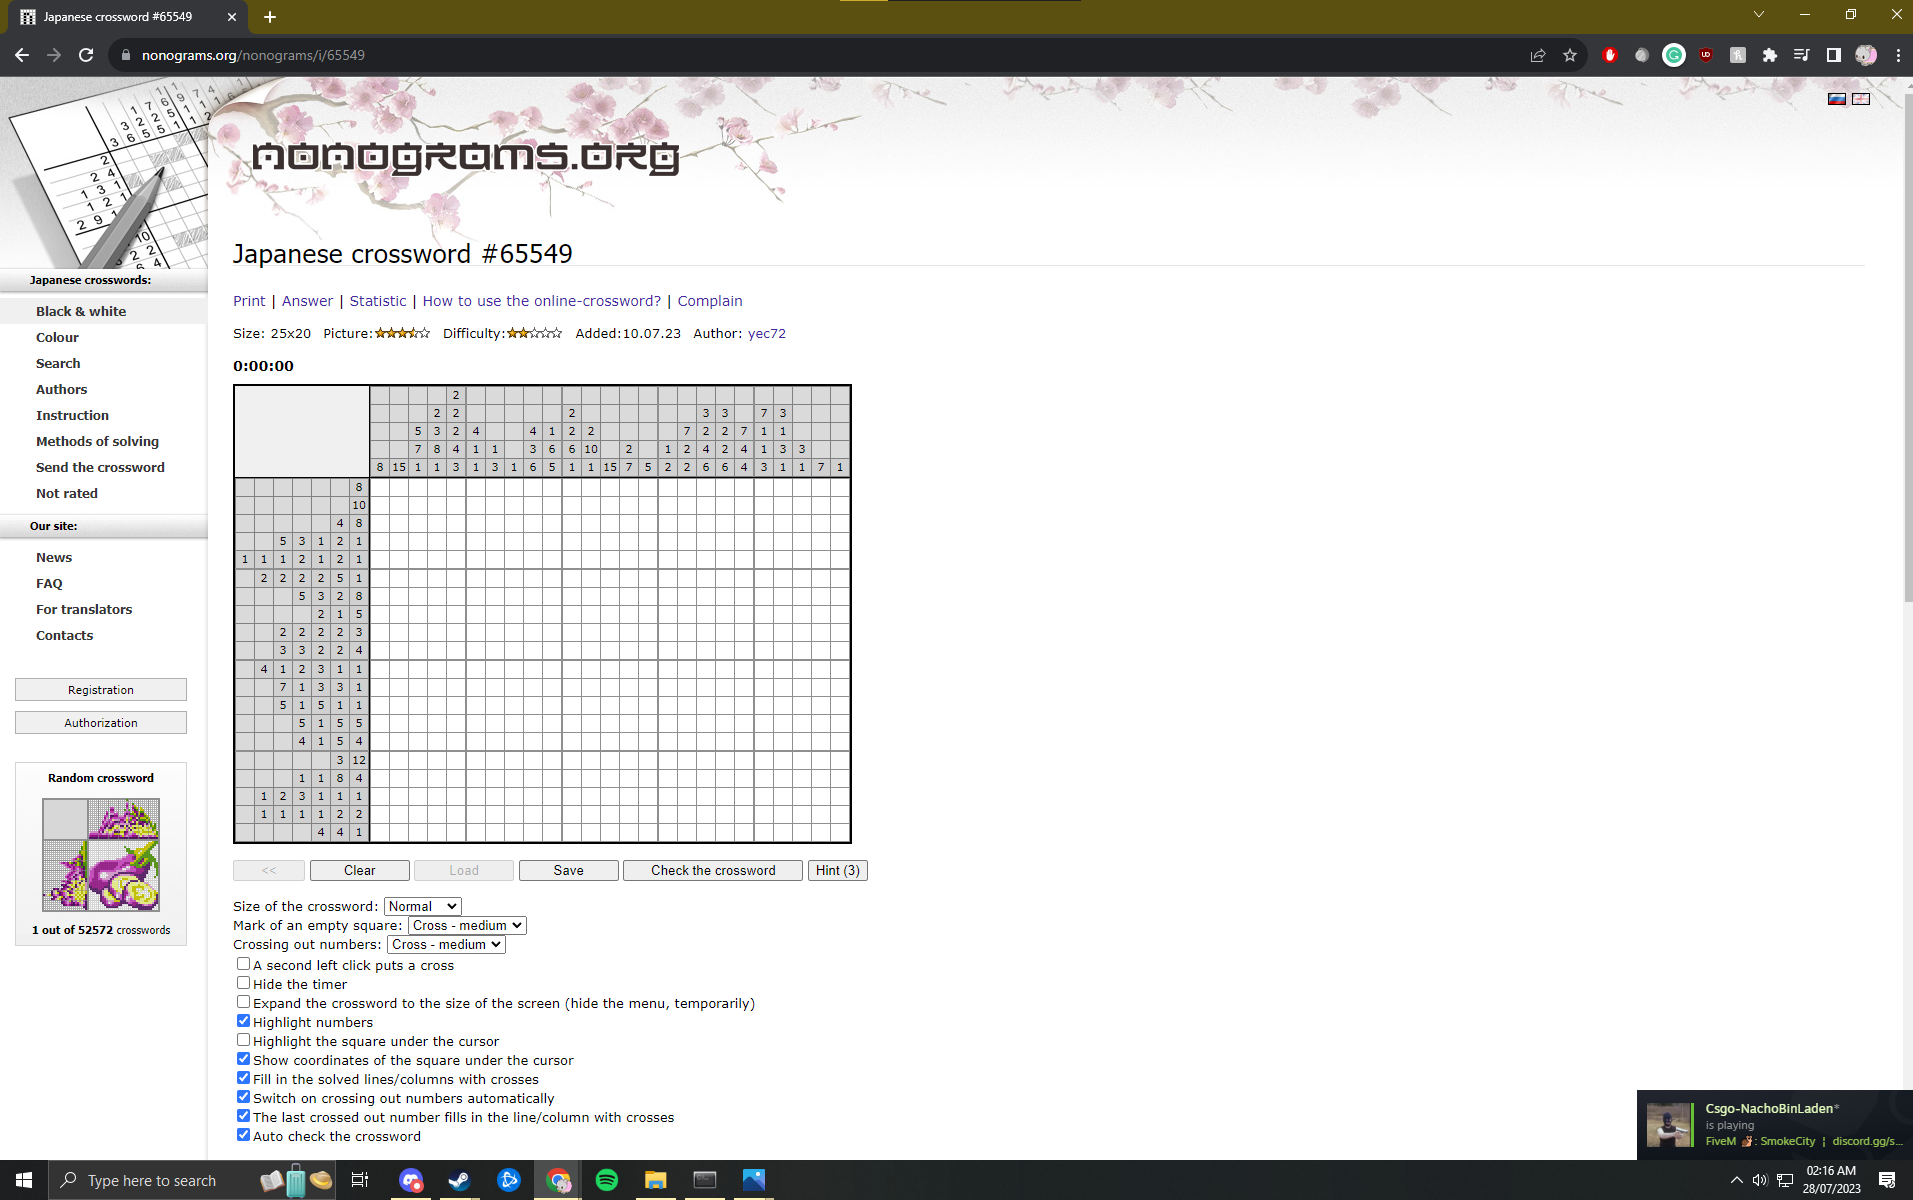 Japanese crossword #65549
nonograms.org/nonograms/i/65549
nonograms.org
Japanese crossword #65549
Print | Answer | Statistic | How to use the online-crossword? | Complain
Size: 25x20 Picture: Difficulty: Added:10.07.23 Author: yec72
0:00:00
Japanese crosswords:
Black & white
Colour
Search
Authors
Instruction
Methods of solving
Send the crossword
Not rated
Our site:
News
FAQ
For translators
Contacts
Registration
Authorization
Random crossword
1 out of 52572 crosswords
2
2 2 2 3 3 7 3
5 3 2 4 4 1 2 2 7 2 2 7 1 1
7 8 4 1 1 3 6 6 10 2 1 2 4 2 4 1 3 3
8 15 1 1 3 1 3 1 6 5 1 1 15 7 5 2 2 6 6 4 3 1 1 7 1
8
10
4 8
5 3 1 2 1
1 1 1 2 1 2 1
2 2 2 2 5 1
5 3 2 8
2 1 5
2 2 2 2 3
3 3 2 2 4
4 1 2 3 1 1
7 1 3 3 1
5 1 5 1 1
5 1 5 5
4 1 5 4
3 12
1 1 8 4
1 2 3 1 1 1
1 1 1 1 2 2
4 4 1
<< Clear Load Save Check the crossword Hint (3)
Size of the crossword: Normal
Mark of an empty square: Cross - medium
Crossing out numbers: Cross - medium
A second left click puts a cross
Hide the timer
Expand the crossword to the size of the screen (hide the menu, temporarily)
Highlight numbers
Highlight the square under the cursor
Show coordinates of the square under the cursor
Fill in the solved lines/columns with crosses
Switch on crossing out numbers automatically
The last crossed out number fills in the line/column with crosses
Auto check the crossword
Csgo-NachoBinLaden*
is playing
FiveM : SmokeCity ¦ discord.gg/s...
Type here to search
02:16 AM
28/07/2023